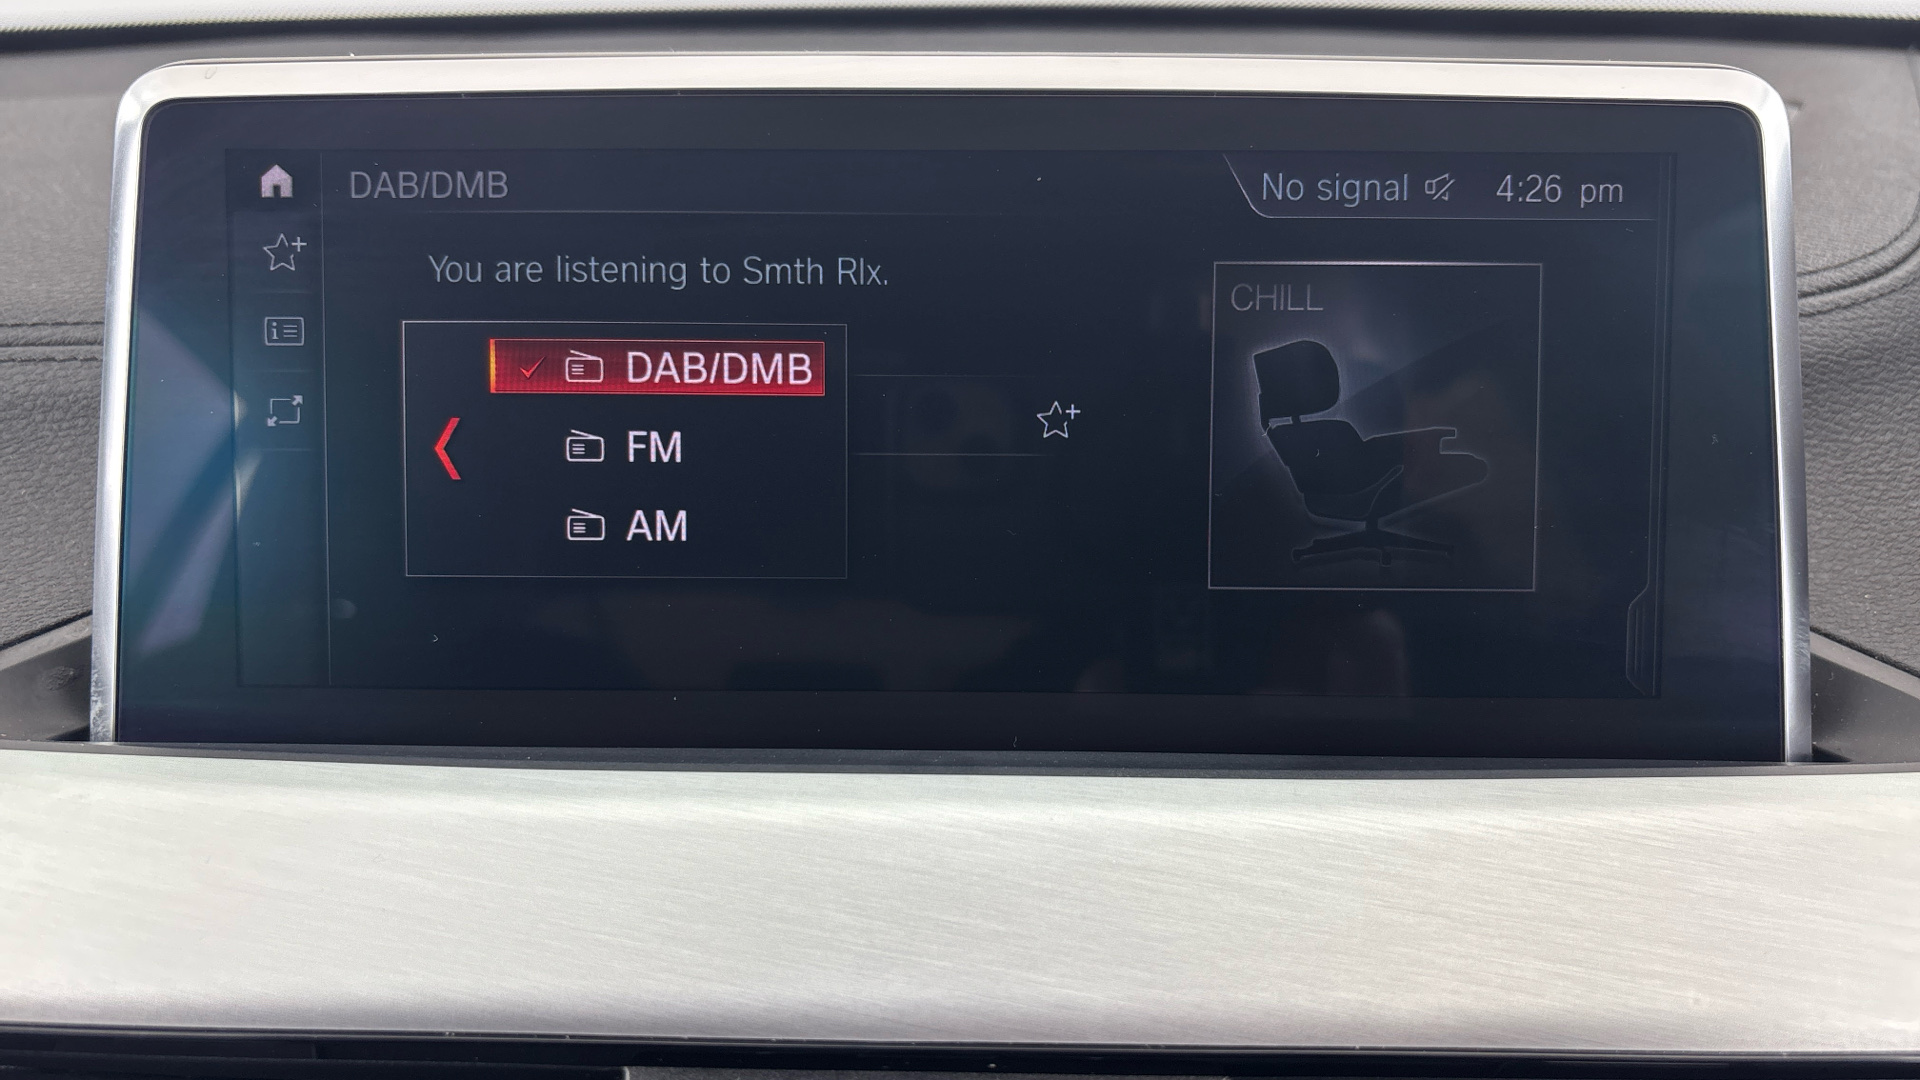 DAB/DMB
No signal 4:26 pm
You are listening to Smth Rlx.
DAB/DMB
FM
AM
CHILL